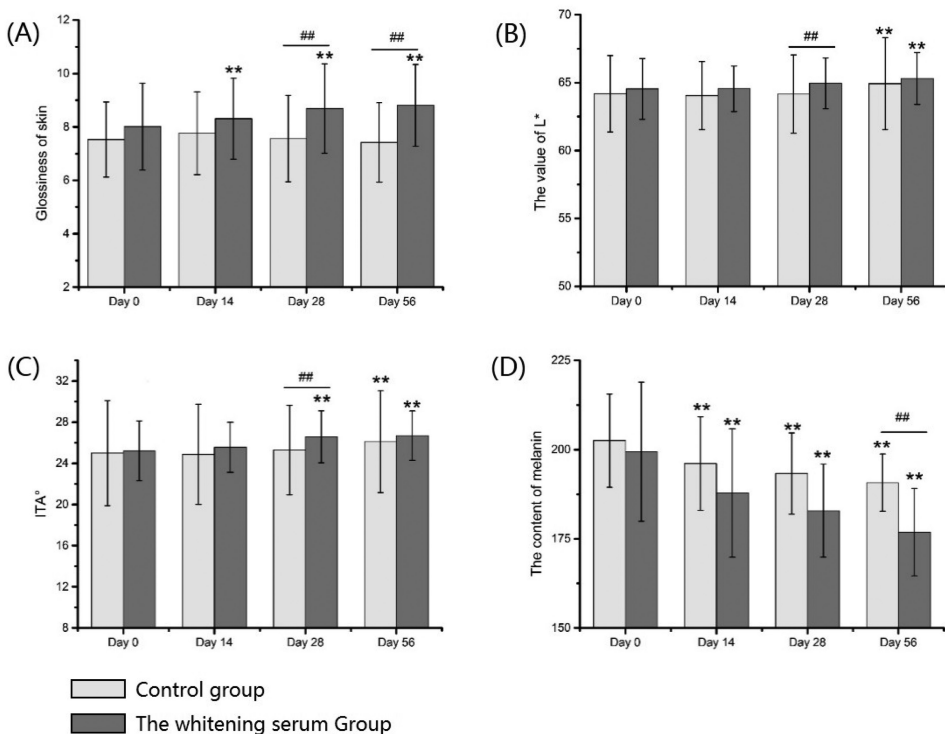 (A)
Glossiness of skin
12
10
8
6
4
2
**
##
**
##
**
Day 0 Day 14 Day 28 Day 56
(B)
The value of L*
70
65
60
55
50
##
**
**
Day 0 Day 14 Day 28 Day 56
(C)
ITA°
32
28
24
20
16
12
8
##
**
**
**
Day 0 Day 14 Day 28 Day 56
(D)
The content of melanin
225
200
175
150
**
**
**
**
##
**
**
Day 0 Day 14 Day 28 Day 56
Control group
The whitening serum Group